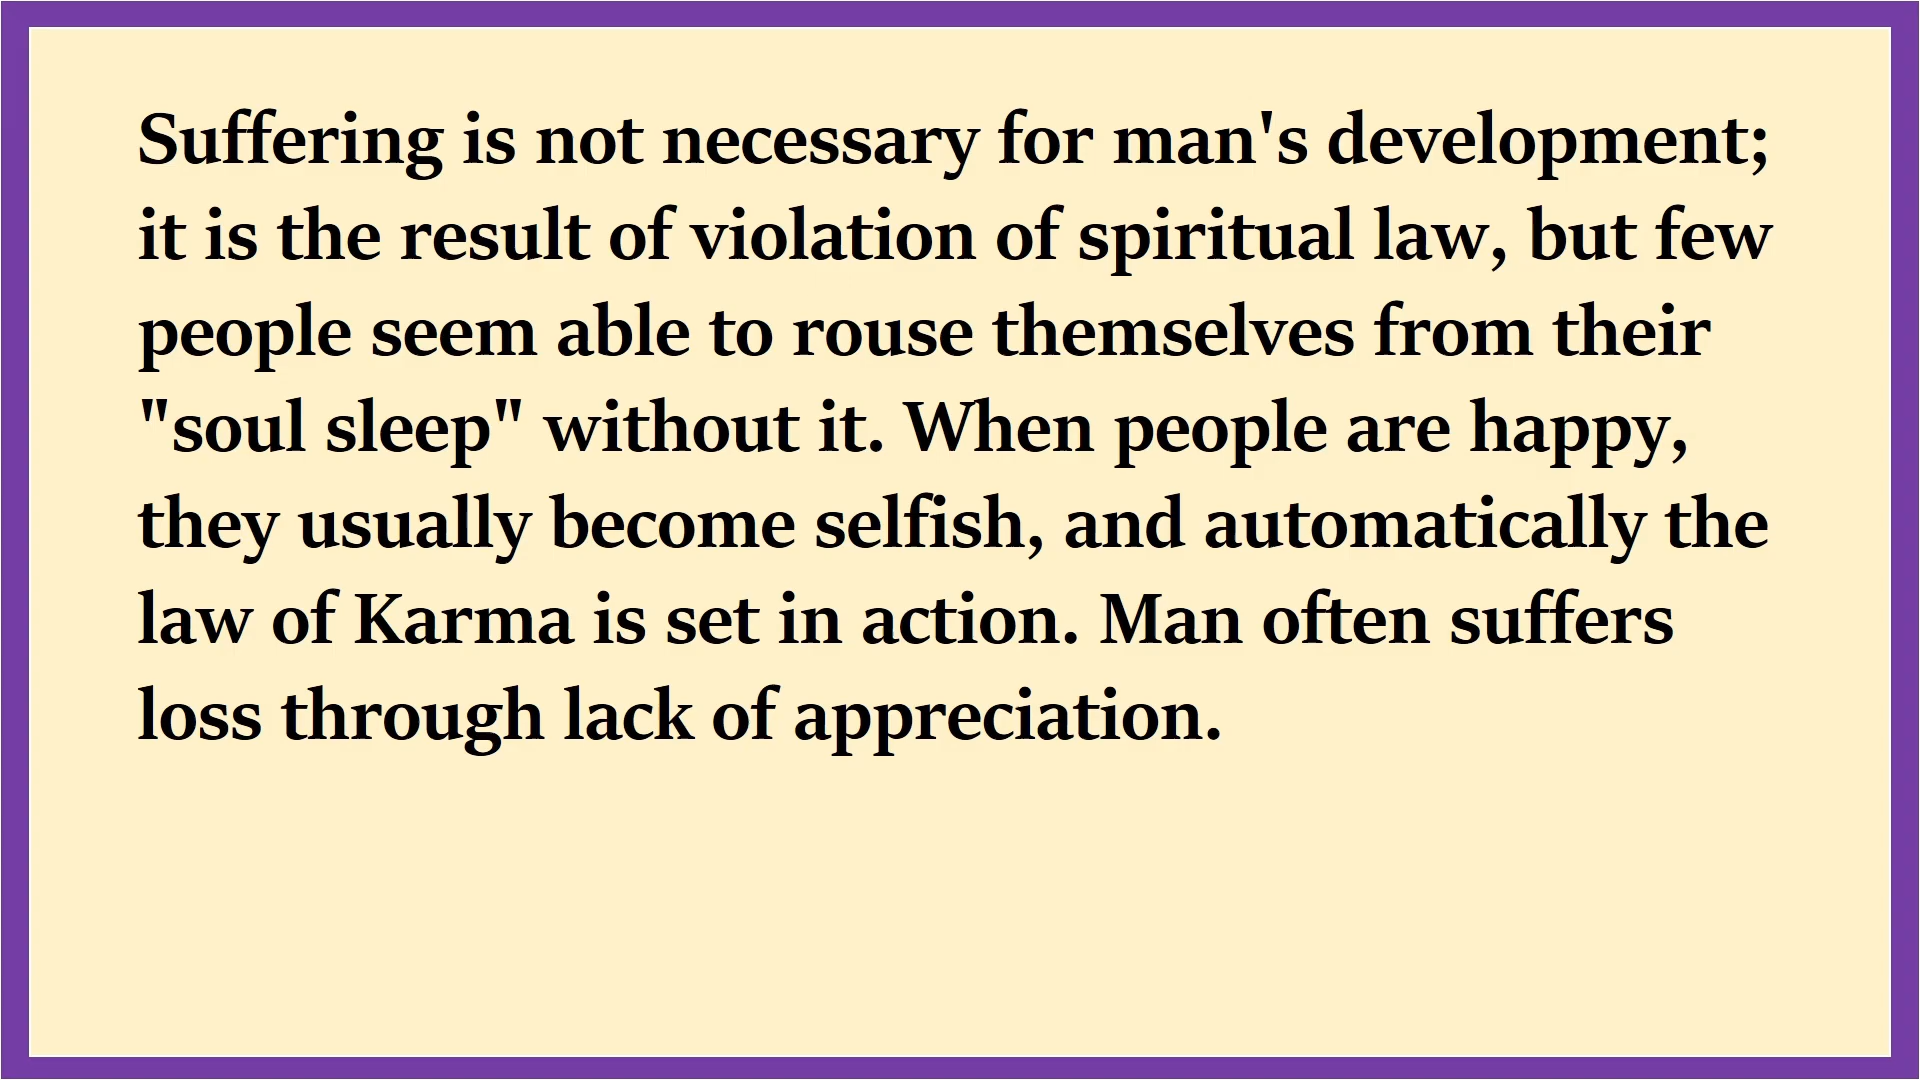 Suffering is not necessary for man's development;
it is the result of violation of spiritual law, but few
people seem able to rouse themselves from their
"soul sleep" without it. When people are happy,
they usually become selfish, and automatically the
law of Karma is set in action. Man often suffers
loss through lack of appreciation.